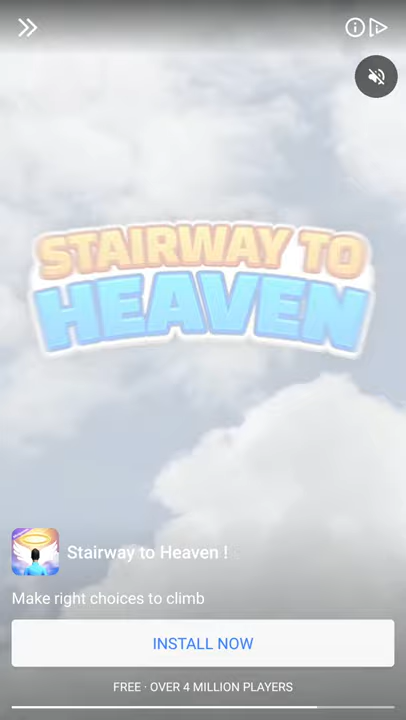 STAIRWAY TO
HEAVEN
Stairway to Heaven !
Make right choices to climb
INSTALL NOW
FREE · OVER 4 MILLION PLAYERS